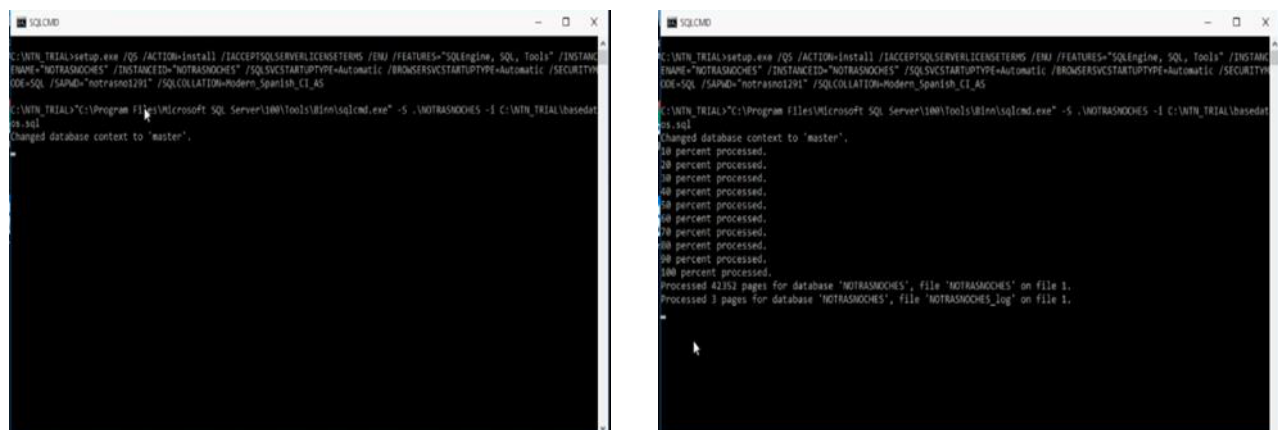 SQLCMD
C:\NTN_TRIAL>setup.exe /QS /ACTION=install /IACCEPTSQLSERVERLICENSETERMS /ENU /FEATURES="SQLEngine, SQL, Tools" /INSTANC
ENAME="NOTRASNOCHES" /INSTANCEID="NOTRASNOCHES" /SQLSVCSTARTUPTYPE=Automatic /BROWSERSVCSTARTUPTYPE=Automatic /SECURITYM
ODE=SQL /SAPWD="notrasno1291" /SQLCOLLATION=Modern_Spanish_CI_AS
C:\NTN_TRIAL>"C:\Program Files\Microsoft SQL Server\100\Tools\Binn\sqlcmd.exe" -S .\NOTRASNOCHES -i C:\NTN_TRIAL\basedat
os.sql
Changed database context to 'master'.
SQLCMD
C:\NTN_TRIAL>setup.exe /QS /ACTION=install /IACCEPTSQLSERVERLICENSETERMS /ENU /FEATURES="SQLEngine, SQL, Tools" /INSTANC
ENAME="NOTRASNOCHES" /INSTANCEID="NOTRASNOCHES" /SQLSVCSTARTUPTYPE=Automatic /BROWSERSVCSTARTUPTYPE=Automatic /SECURITYM
ODE=SQL /SAPWD="notrasno1291" /SQLCOLLATION=Modern_Spanish_CI_AS
C:\NTN_TRIAL>"C:\Program Files\Microsoft SQL Server\100\Tools\Binn\sqlcmd.exe" -S .\NOTRASNOCHES -i C:\NTN_TRIAL\basedat
os.sql
Changed database context to 'master'.
10 percent processed.
20 percent processed.
30 percent processed.
40 percent processed.
50 percent processed.
60 percent processed.
70 percent processed.
80 percent processed.
90 percent processed.
100 percent processed.
Processed 42352 pages for database 'NOTRASNOCHES', file 'NOTRASNOCHES' on file 1.
Processed 3 pages for database 'NOTRASNOCHES', file 'NOTRASNOCHES_log' on file 1.